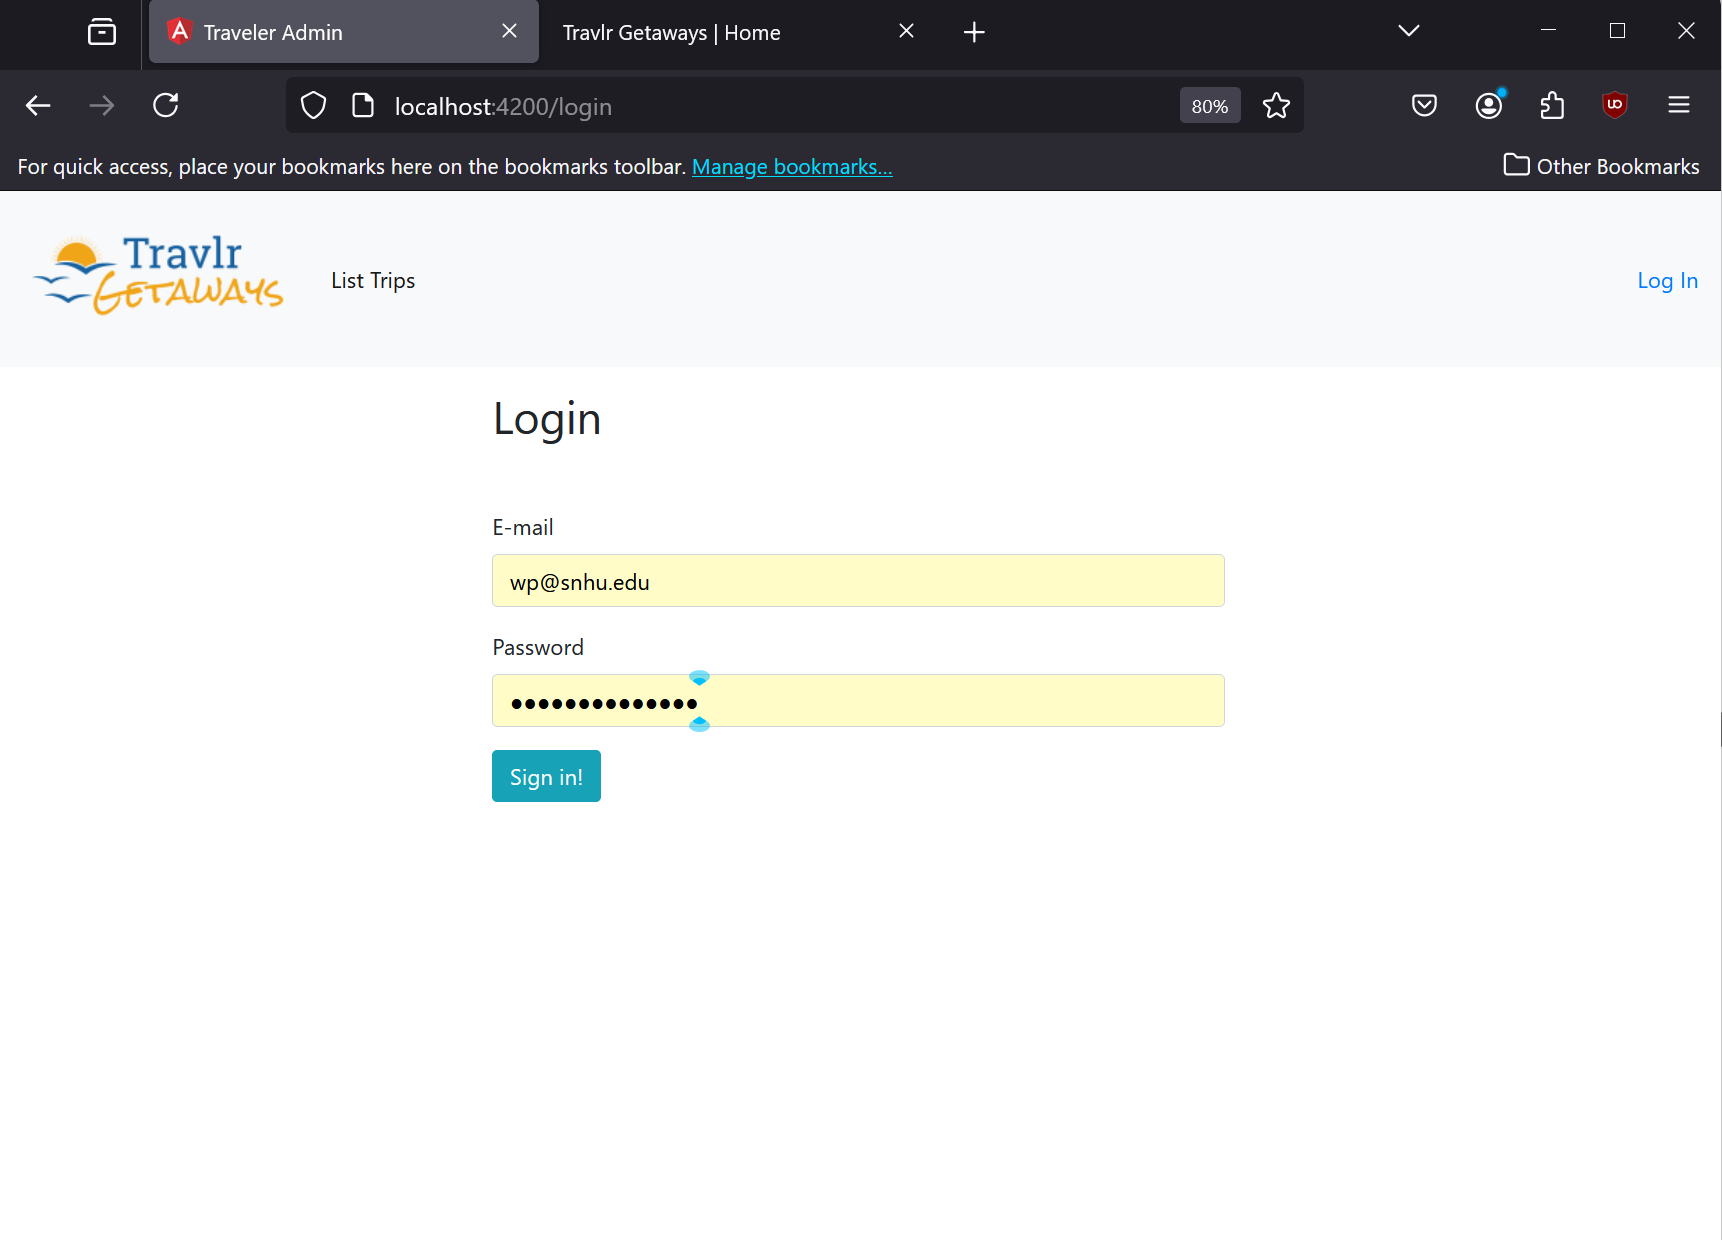 Traveler Admin
Travlr Getaways | Home
localhost:4200/login
80%
For quick access, place your bookmarks here on the bookmarks toolbar. Manage bookmarks...
Other Bookmarks
Travlr
GETAWAYS
List Trips
Log In
Login
E-mail
wp@snhu.edu
Password
••••••••••••••
Sign in!